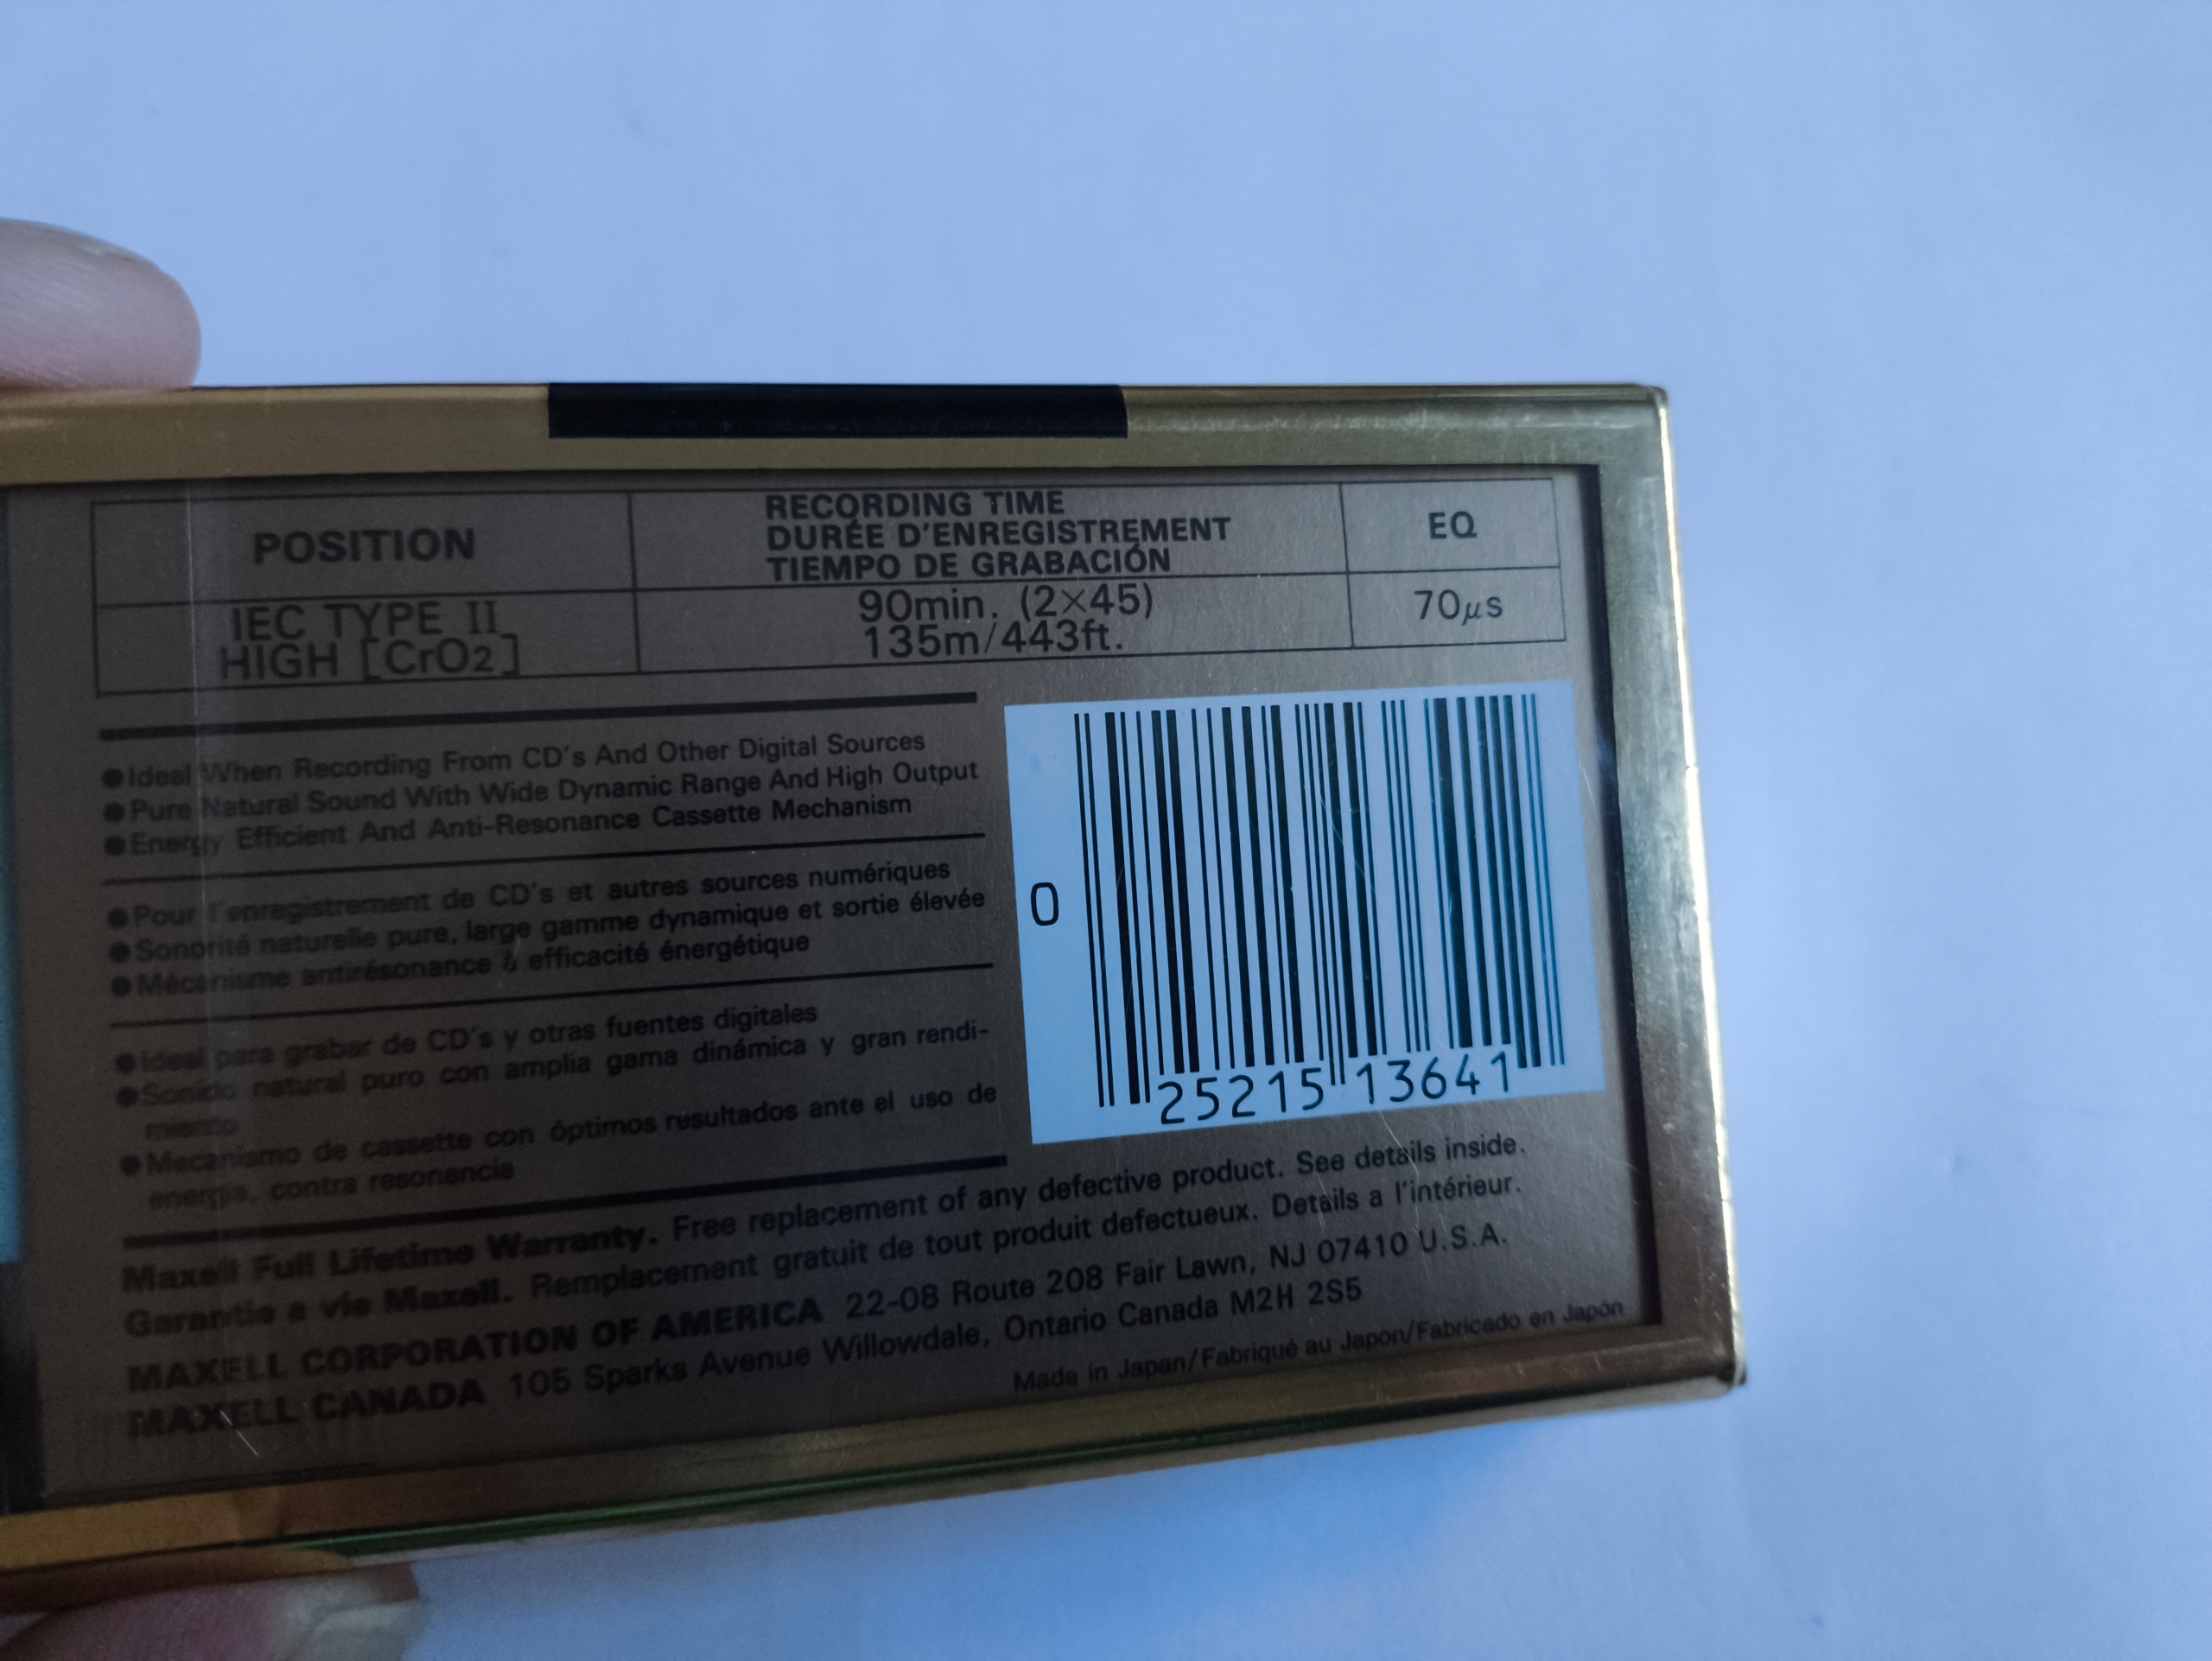 POSITION
RECORDING TIME
DURÉE D'ENREGISTREMENT
TIEMPO DE GRABACIÓN
EQ
IEC TYPE II
HIGH [CrO2]
90min. (2×45)
135m/443ft.
70µs
●Ideal When Recording From CD's And Other Digital Sources
●Pure Natural Sound With Wide Dynamic Range And High Output
●Energy Efficient And Anti-Resonance Cassette Mechanism
●Pour l'enregistrement de CD's et autres sources numériques
●Sonorité naturelle pure, large gamme dynamique et sortie élevée
●Mécanisme antirésonance à efficacité énergétique
●Ideal para grabar de CD's y otras fuentes digitales
●Sonido natural puro con amplia gama dinámica y gran rendi-
miento
●Mecanismo de cassette con óptimos resultados ante el uso de
energia, contra resonancia
0
25215 13641
Maxell Full Lifetime Warranty. Free replacement of any defective product. See details inside.
Garantie a vie Maxell. Remplacement gratuit de tout produit defectueux. Details a l'intérieur.
MAXELL CORPORATION OF AMERICA 22-08 Route 208 Fair Lawn, NJ 07410 U.S.A.
MAXELL CANADA 105 Sparks Avenue Willowdale, Ontario Canada M2H 2S5
Made in Japan/Fabriqué au Japon/Fabricado en Japón